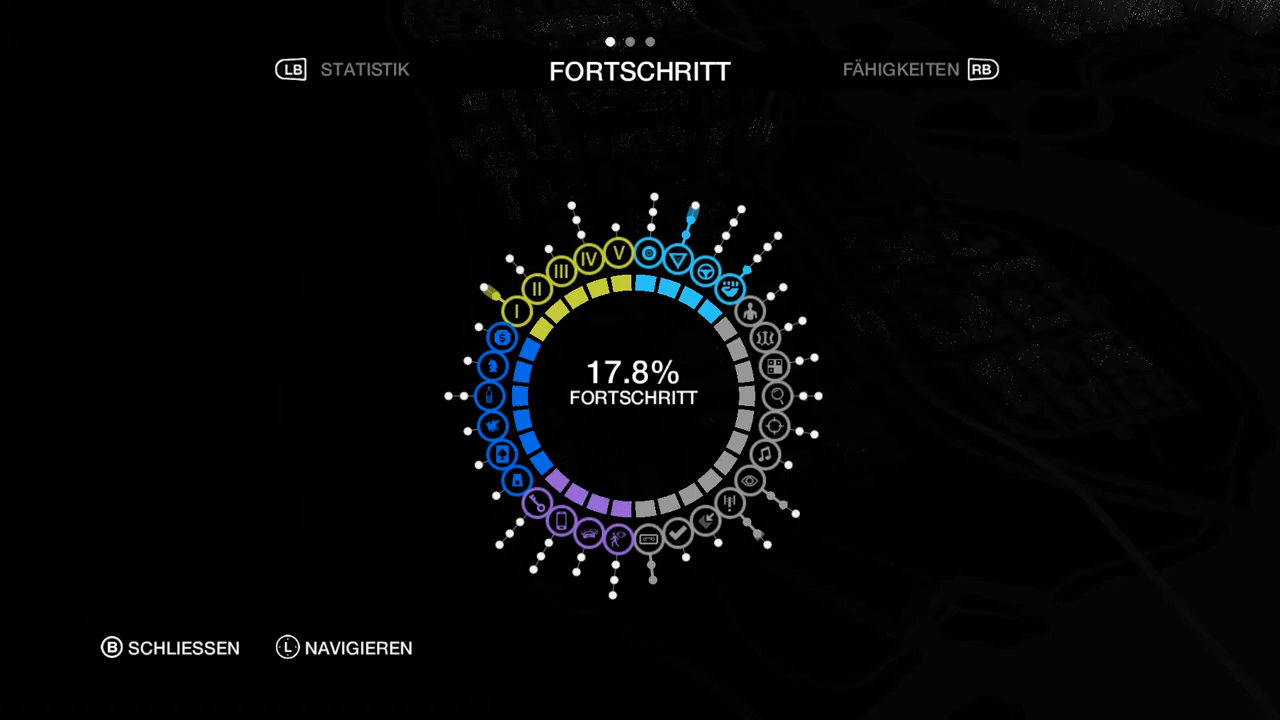 LB STATISTIK
FORTSCHRITT
FÄHIGKEITEN RB
I
II
III
IV
V
17.8%
FORTSCHRITT
B SCHLIESSEN
L NAVIGIEREN